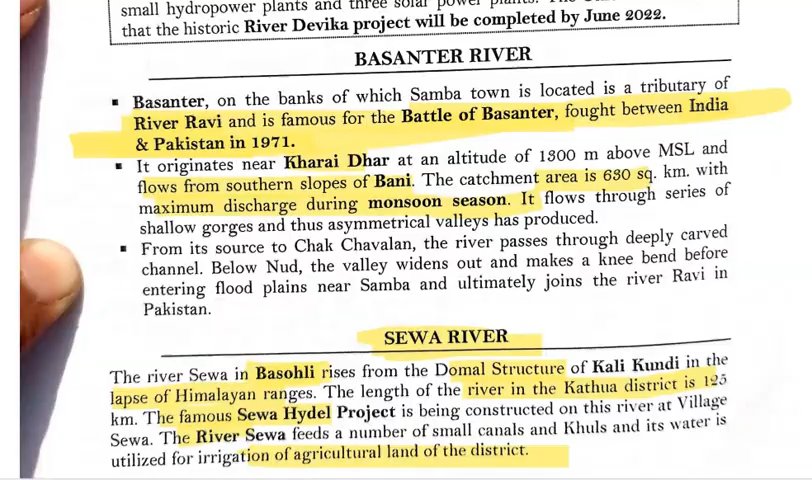 small hydropower plants and three solar power plants. The
that the historic River Devika project will be completed by June 2022.
BASANTER RIVER
▪ Basanter, on the banks of which Samba town is located is a tributary of
River Ravi and is famous for the Battle of Basanter, fought between India
& Pakistan in 1971.
▪ It originates near Kharai Dhar at an altitude of 1300 m above MSL and
flows from southern slopes of Bani. The catchment area is 630 sq. km. with
maximum discharge during monsoon season. It flows through series of
shallow gorges and thus asymmetrical valleys has produced.
▪ From its source to Chak Chavalan, the river passes through deeply carved
channel. Below Nud, the valley widens out and makes a knee bend before
entering flood plains near Samba and ultimately joins the river Ravi in
Pakistan.
SEWA RIVER
The river Sewa in Basohli rises from the Domal Structure of Kali Kundi in the
lapse of Himalayan ranges. The length of the river in the Kathua district is 125
km. The famous Sewa Hydel Project is being constructed on this river at Village
Sewa. The River Sewa feeds a number of small canals and Khuls and its water is
utilized for irrigation of agricultural land of the district.